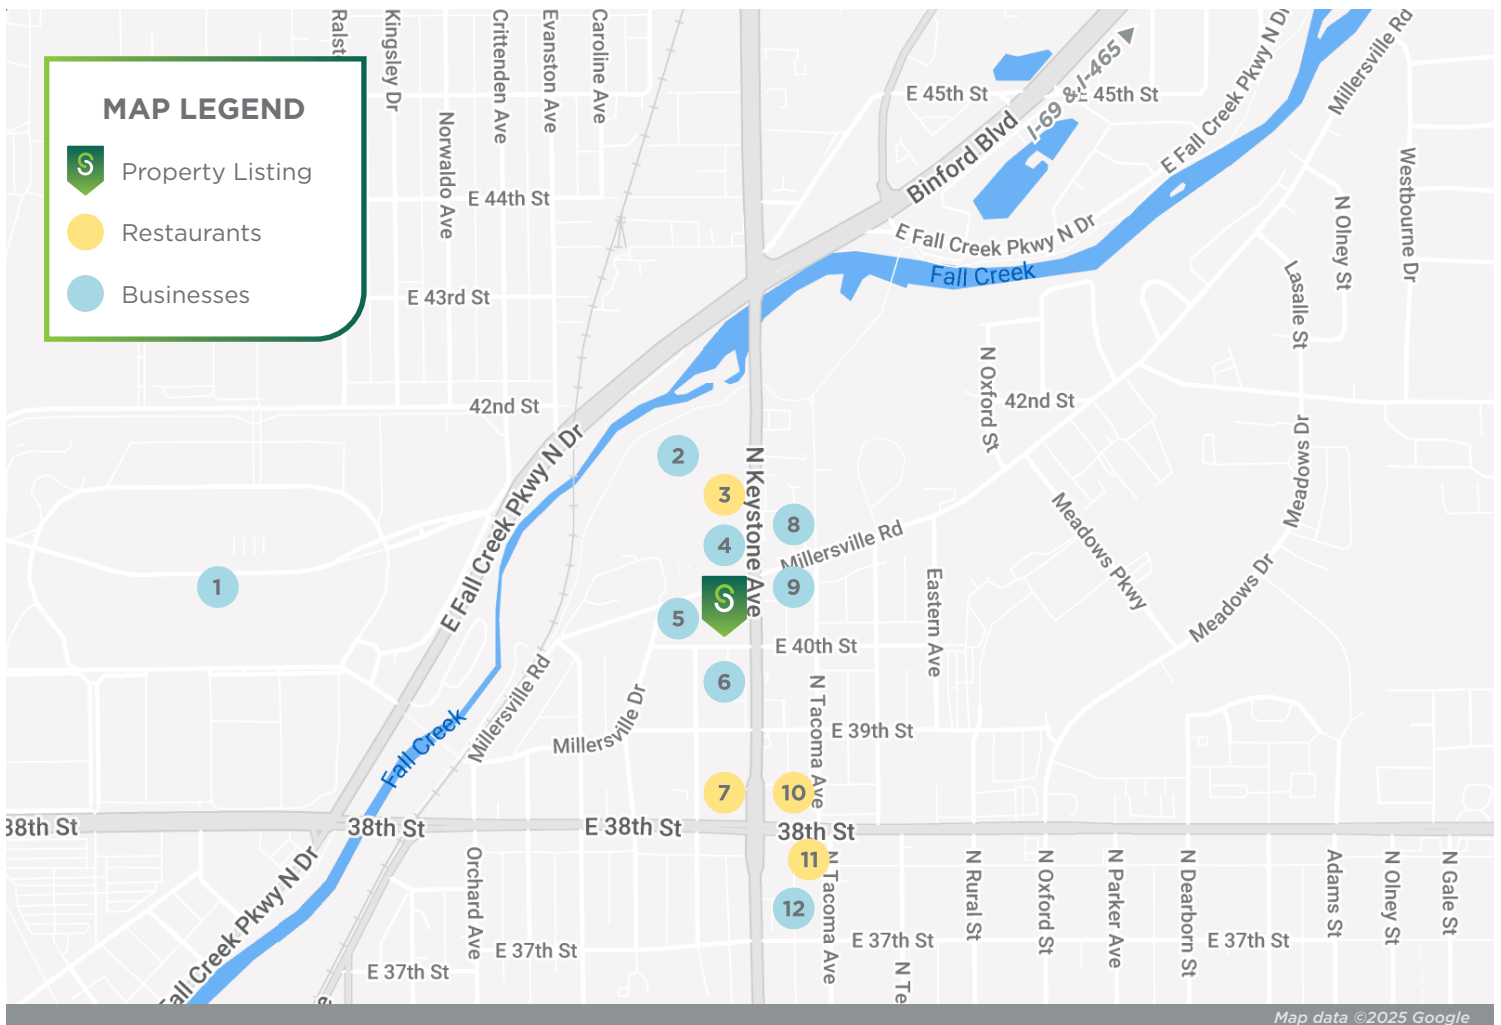 MAP LEGEND
Property Listing
Restaurants
Businesses
Kingsley Dr
Crittenden Ave
Evanston Ave
Caroline Ave
Norwaldo Ave
E 45th St
E 45th St
I-69 & I-465
Binford Blvd
E Fall Creek Pkwy N Dr
Millersville Rd
E 44th St
E Fall Creek Pkwy N Dr
Fall Creek
N Olney St
Westbourne Dr
Lasalle St
E 43rd St
42nd St
N Oxford St
42nd St
Meadows Dr
E Fall Creek Pkwy N Dr
2
3
N Keystone Ave
8
4
Millersville Rd
Meadows Pkwy
1
9
S
5
Eastern Ave
Meadows Dr
E 40th St
6
N Tacoma Ave
Millersville Rd
Millersville Dr
E 39th St
Fall Creek
7
10
38th St
38th St
E 38th St
38th St
11
N Tacoma Ave
12
Fall Creek Pkwy N Dr
Orchard Ave
N Rural St
N Oxford St
N Parker Ave
N Dearborn St
Adams St
N Olney St
N Gale St
E 37th St
E 37th St
E 37th St
E 37th St
N Te
Map data ©2025 Google